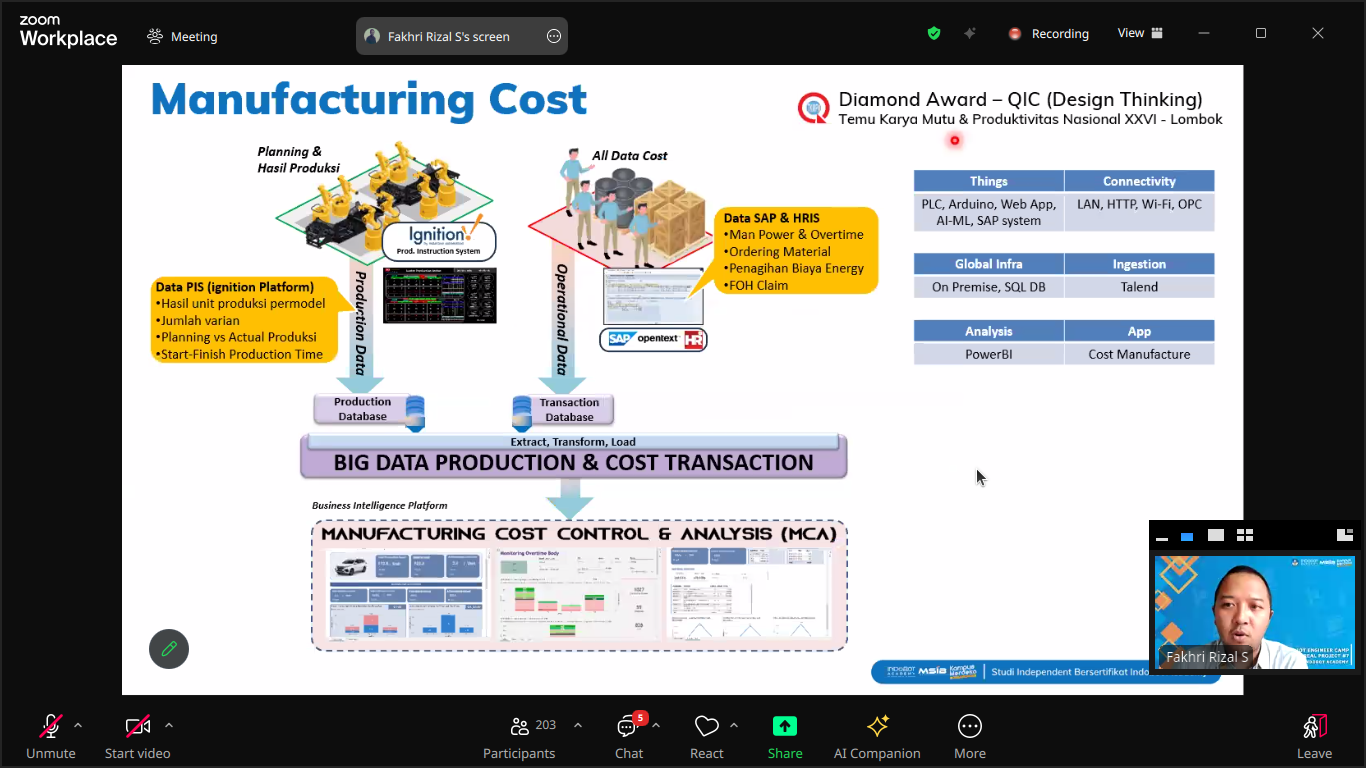 zoom
Workplace
Meeting
Fakhri Rizal S's screen
Recording
View
Manufacturing Cost
Diamond Award – QIC (Design Thinking)
Temu Karya Mutu & Produktivitas Nasional XXVI - Lombok
Planning &
Hasil Produksi
All Data Cost
Ignition!
Prod. Instruction System
Data PIS (ignition Platform)
•Hasil unit produksi permodel
•Jumlah varian
•Planning vs Actual Produksi
•Start-Finish Production Time
Production Data
Operational Data
Data SAP & HRIS
•Man Power & Overtime
•Ordering Material
•Penagihan Biaya Energy
•FOH Claim
SAP opentext HR
Things Connectivity
PLC, Arduino, Web App, LAN, HTTP, Wi-Fi, OPC
AI-ML, SAP system
Global Infra Ingestion
On Premise, SQL DB Talend
Analysis App
PowerBI Cost Manufacture
Production
Database
Transaction
Database
Extract, Transform, Load
BIG DATA PRODUCTION & COST TRANSACTION
Business Intelligence Platform
MANUFACTURING COST CONTROL & ANALYSIS (MCA)
Monitoring Overtime Body
Fakhri Rizal S
INDOBOT ACADEMY MSIB Kampus Merdeka Studi Independent Bersertifikat
Unmute
Start video
Participants
203
Chat
5
React
Share
AI Companion
More
Leave